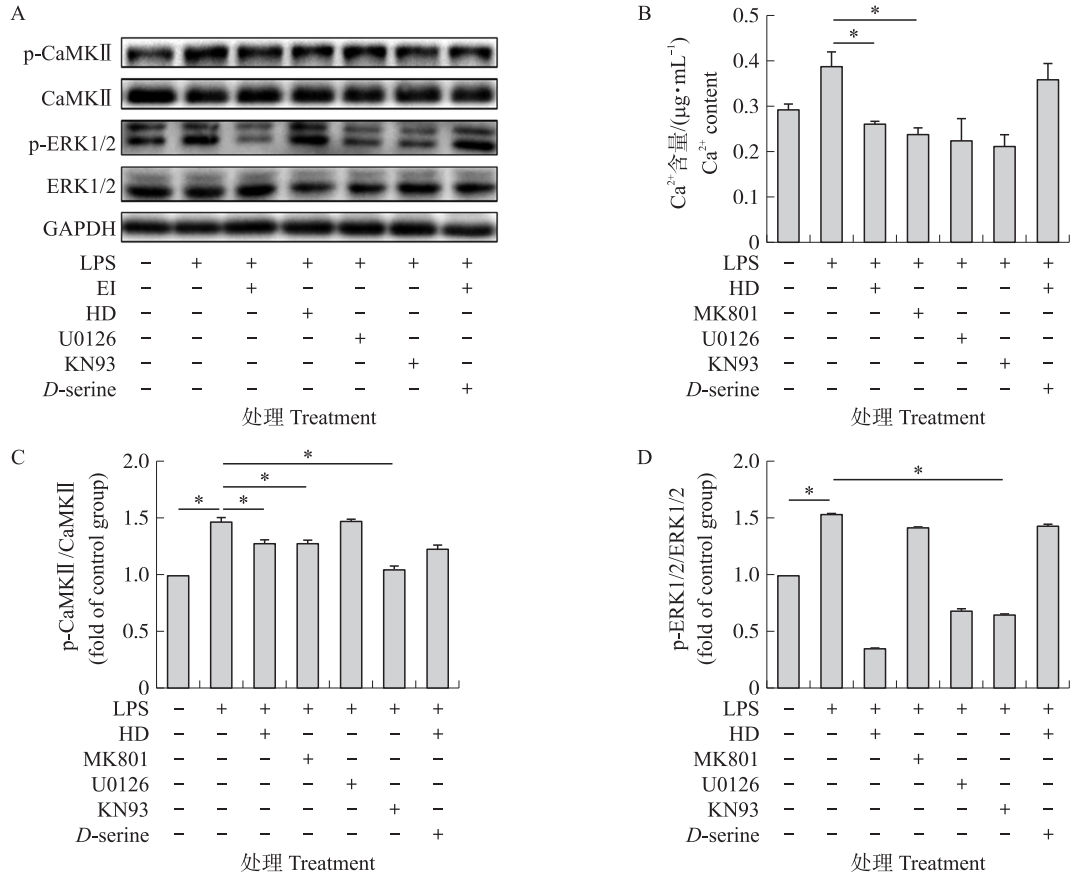 A
p-CaMKⅡ
CaMKⅡ
p-ERK1/2
ERK1/2
GAPDH
LPS − + + + + + +
EI − − + − − − +
HD − − − + − − −
U0126 − − − − + − −
KN93 − − − − − + −
D-serine − − − − − − +
处理 Treatment
B
Ca²⁺含量/(μg·mL⁻¹)
Ca²⁺ content
0.5
0.4
0.3
0.2
0.1
0
*
*
LPS − + + + + + +
HD − − + − − − +
MK801 − − − + − − −
U0126 − − − − + − −
KN93 − − − − − + −
D-serine − − − − − − +
处理 Treatment
C
p-CaMKⅡ/CaMKⅡ
(fold of control group)
2.0
1.5
1.0
0.5
0
*
*
* *
LPS − + + + + + +
HD − − + − − − +
MK801 − − − + − − −
U0126 − − − − + − −
KN93 − − − − − + −
D-serine − − − − − − +
处理 Treatment
D
p-ERK1/2/ERK1/2
(fold of control group)
2.0
1.5
1.0
0.5
0
*
*
LPS − + + + + + +
HD − − + − − − +
MK801 − − − + − − −
U0126 − − − − + − −
KN93 − − − − − + −
D-serine − − − − − − +
处理 Treatment